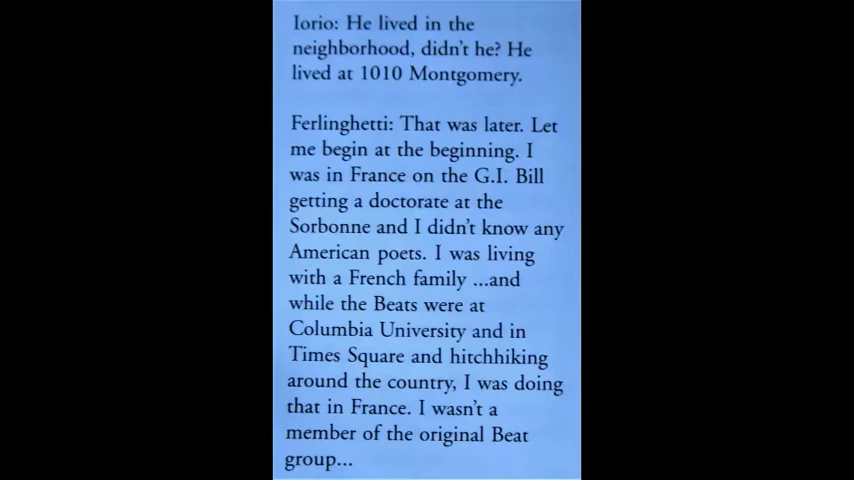 Iorio: He lived in the
neighborhood, didn't he? He
lived at 1010 Montgomery.
Ferlinghetti: That was later. Let
me begin at the beginning. I
was in France on the G.I. Bill
getting a doctorate at the
Sorbonne and I didn't know any
American poets. I was living
with a French family ...and
while the Beats were at
Columbia University and in
Times Square and hitchhiking
around the country, I was doing
that in France. I wasn't a
member of the original Beat
group...